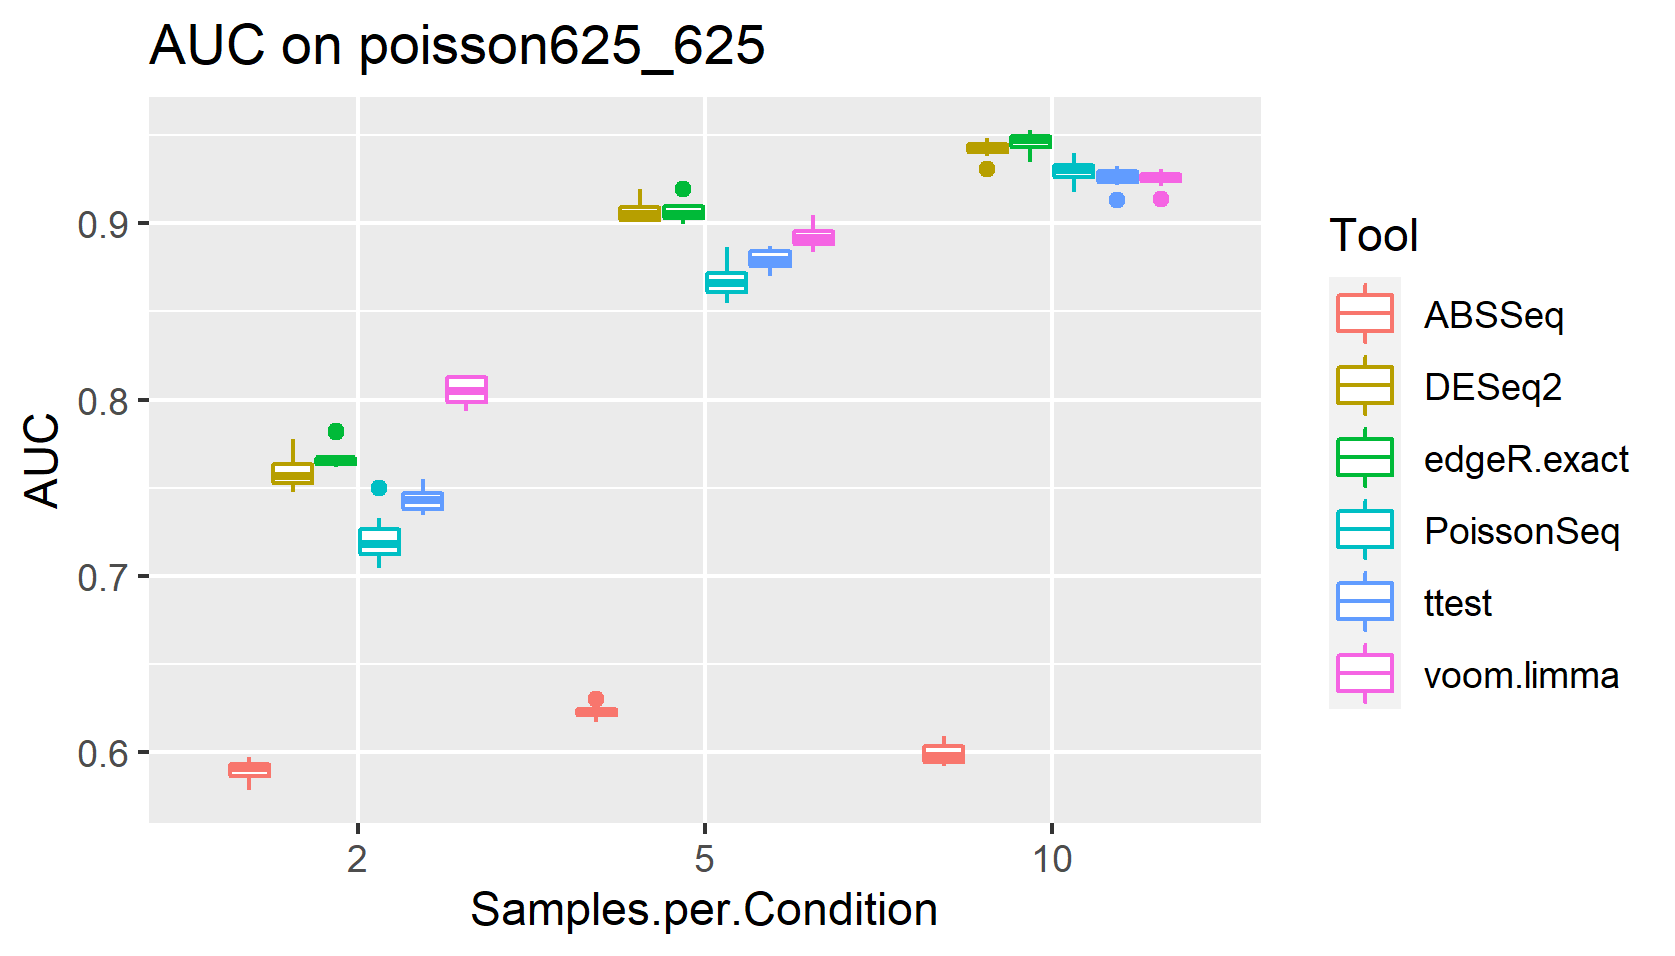 AUC on poisson625_625
AUC
0.9
0.8
0.7
0.6
2
5
10
Samples.per.Condition
Tool
ABSSeq
DESeq2
edgeR.exact
PoissonSeq
ttest
voom.limma